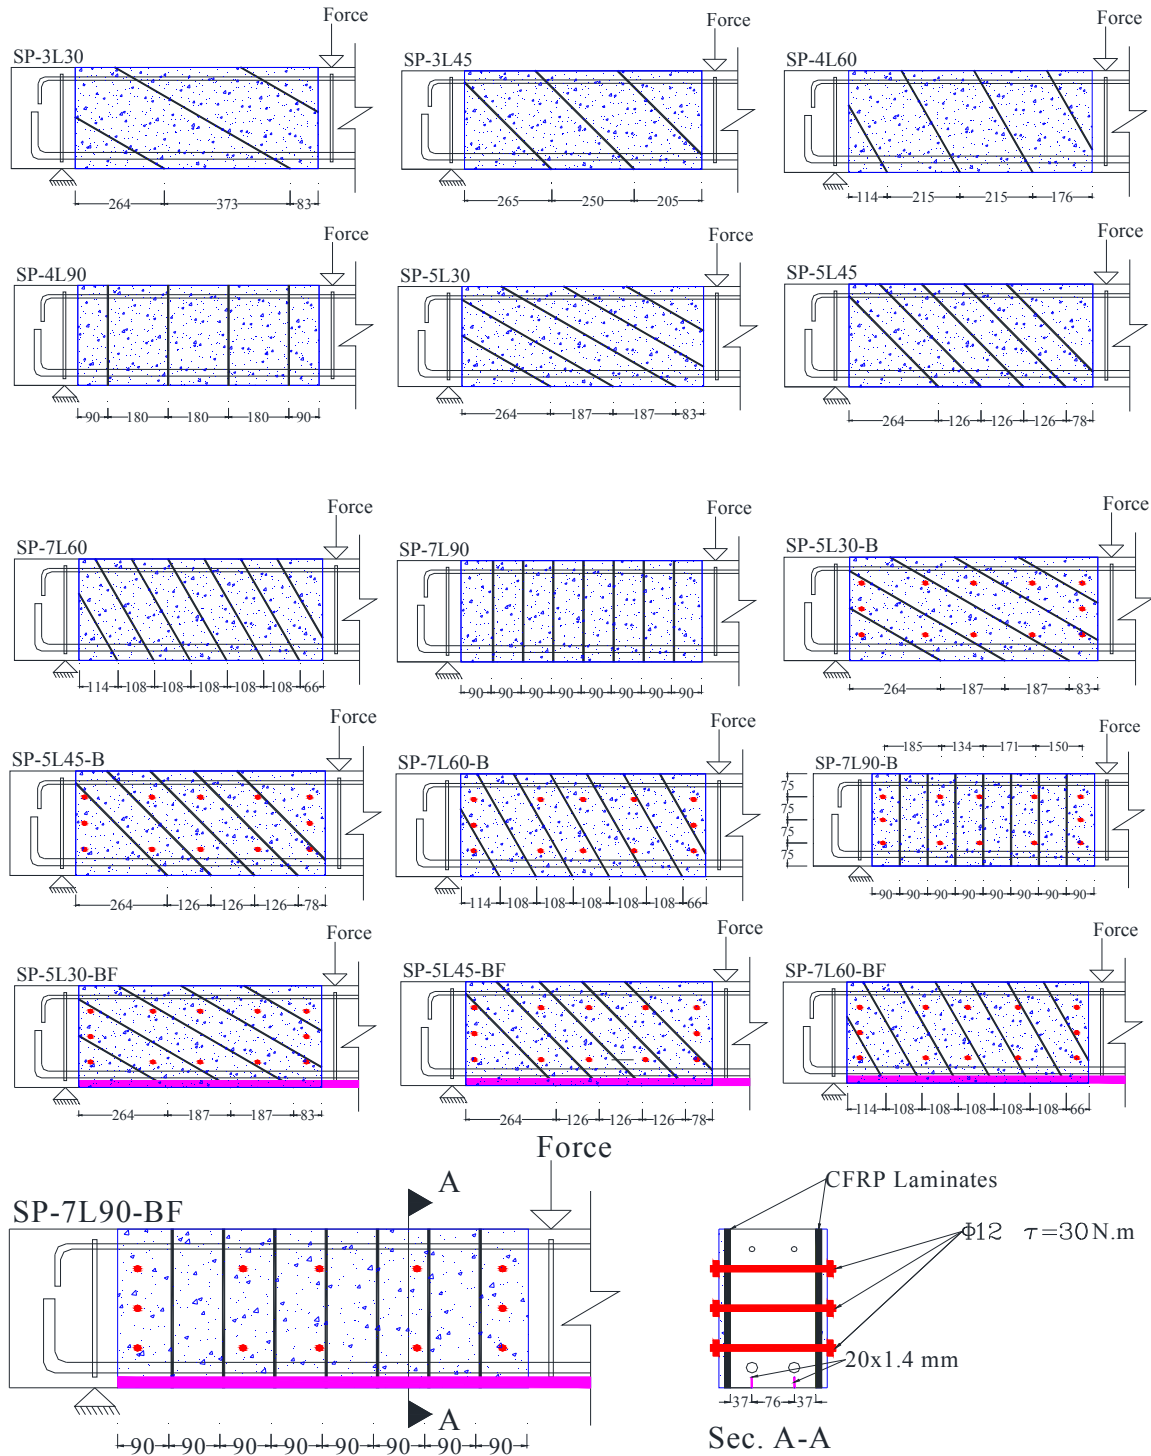 Force Force Force
SP-3L30 SP-3L45 SP-4L60
264 373 83 265 250 205 114 215 215 176
Force Force Force
SP-4L90 SP-5L30 SP-5L45
90 180 180 180 90 264 187 187 83 264 126 126 126 78
Force Force Force
SP-7L60 SP-7L90 SP-5L30-B
114 108 108 108 108 108 66 90 90 90 90 90 90 90 90 264 187 187 83
Force Force Force
SP-5L45-B SP-7L60-B SP-7L90-B
185 134 171 150
75
75
75
75
264 126 126 126 78 114 108 108 108 108 108 66 90 90 90 90 90 90 90 90
Force Force Force
SP-5L30-BF SP-5L45-BF SP-7L60-BF
264 187 187 83 264 126 126 126 78 114 108 108 108 108 108 66
Force
SP-7L90-BF
A
A
90 90 90 90 90 90 90 90
CFRP Laminates
Φ12 τ=30N.m
20x1.4 mm
37 76 37
Sec. A-A